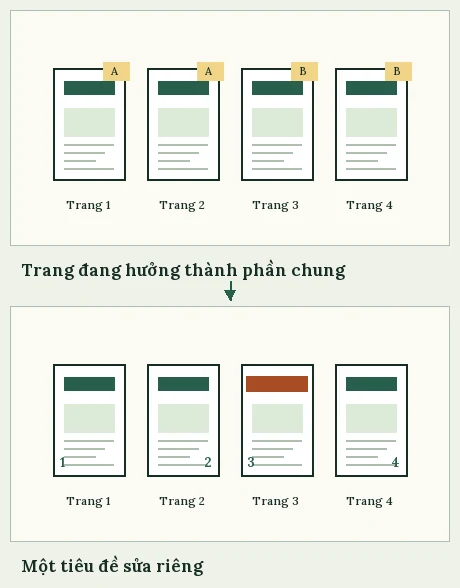 A A B B
Trang 1 Trang 2 Trang 3 Trang 4
Trang đang hưởng thành phần chung
1 2 3 4
Trang 1 Trang 2 Trang 3 Trang 4
Một tiêu đề sửa riêng